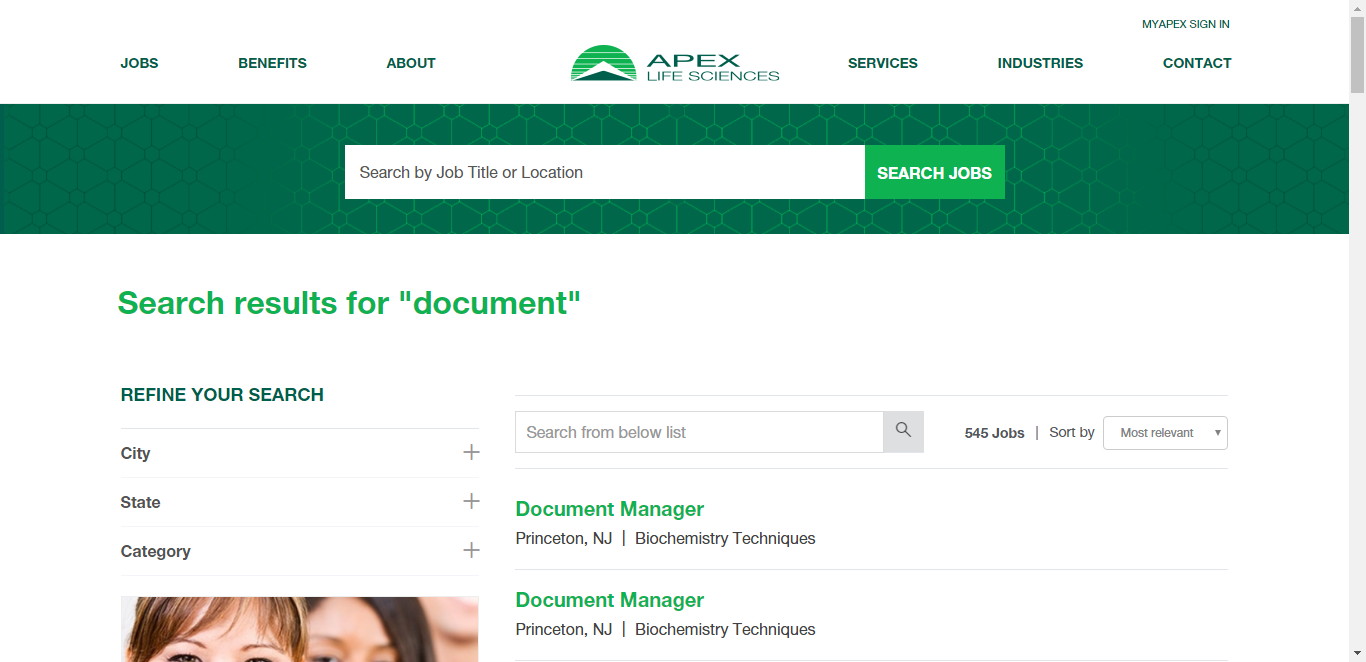 MYAPEX SIGN IN
JOBS BENEFITS ABOUT APEX LIFE SCIENCES SERVICES INDUSTRIES CONTACT
Search by Job Title or Location SEARCH JOBS
Search results for "document"
REFINE YOUR SEARCH
City
State
Category
Search from below list 545 Jobs | Sort by Most relevant
Document Manager
Princeton, NJ | Biochemistry Techniques
Document Manager
Princeton, NJ | Biochemistry Techniques